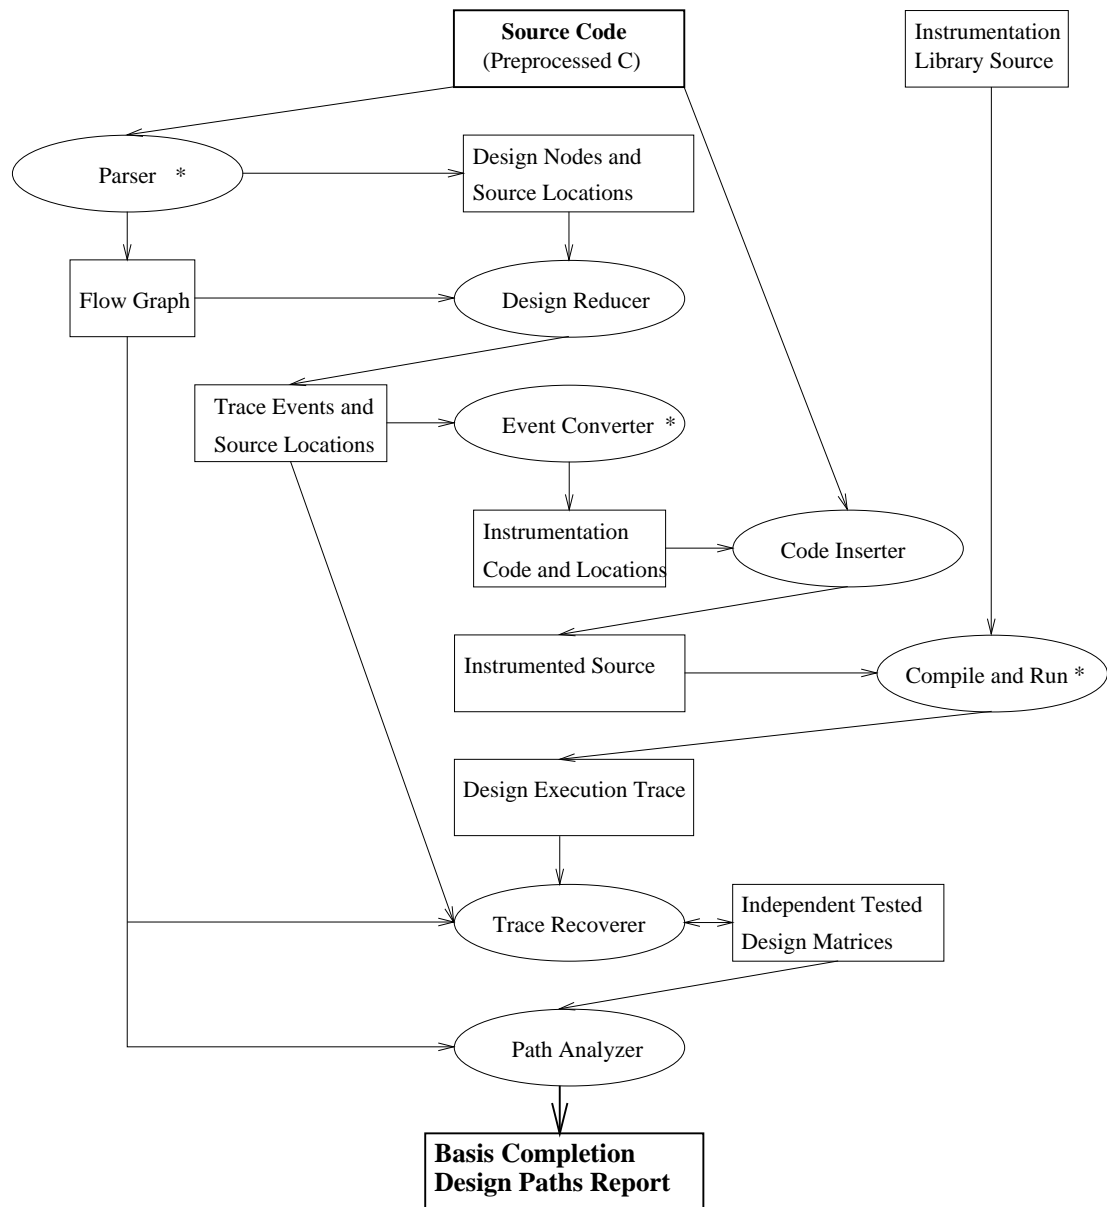 Source Code
(Preprocessed C)
Instrumentation
Library Source
Parser *
Design Nodes and
Source Locations
Flow Graph
Design Reducer
Trace Events and
Source Locations
Event Converter *
Instrumentation
Code and Locations
Code Inserter
Instrumented Source
Compile and Run *
Design Execution Trace
Trace Recoverer
Independent Tested
Design Matrices
Path Analyzer
Basis Completion
Design Paths Report